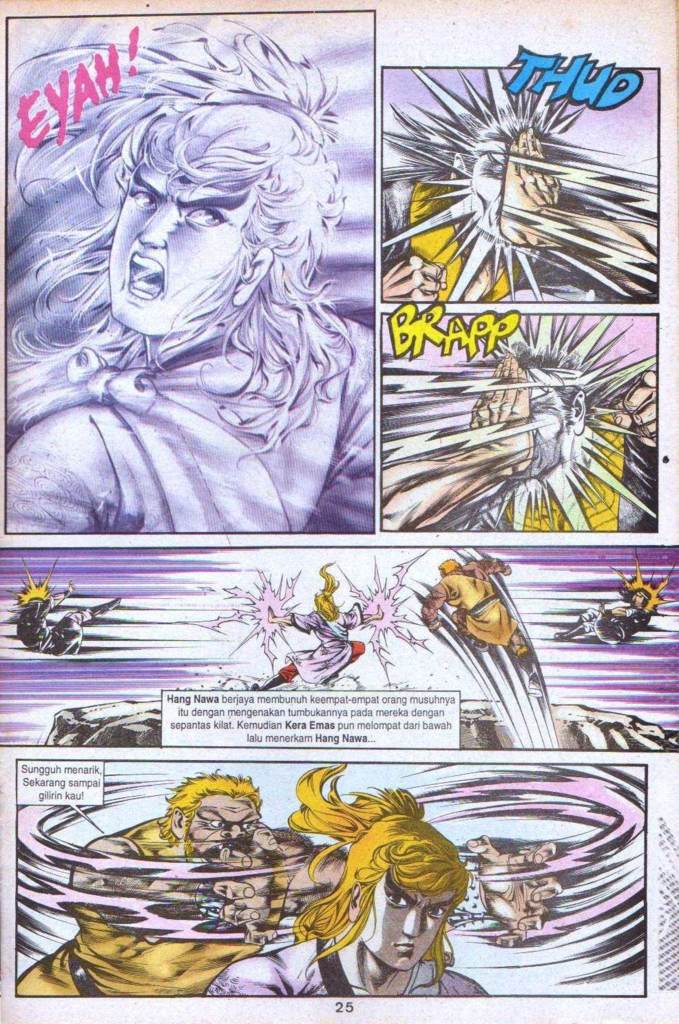 EYAH!
THUD
BRAPP
Hang Nawa berjaya membunuh keempat-empat orang musuhnya
itu dengan mengenakan tumbukannya pada mereka dengan
sepantas kilat. Kemudian Kera Emas pun melompat dari bawah
lalu menerkam Hang Nawa...
Sungguh menarik,
Sekarang sampai
gilirin kau!
25